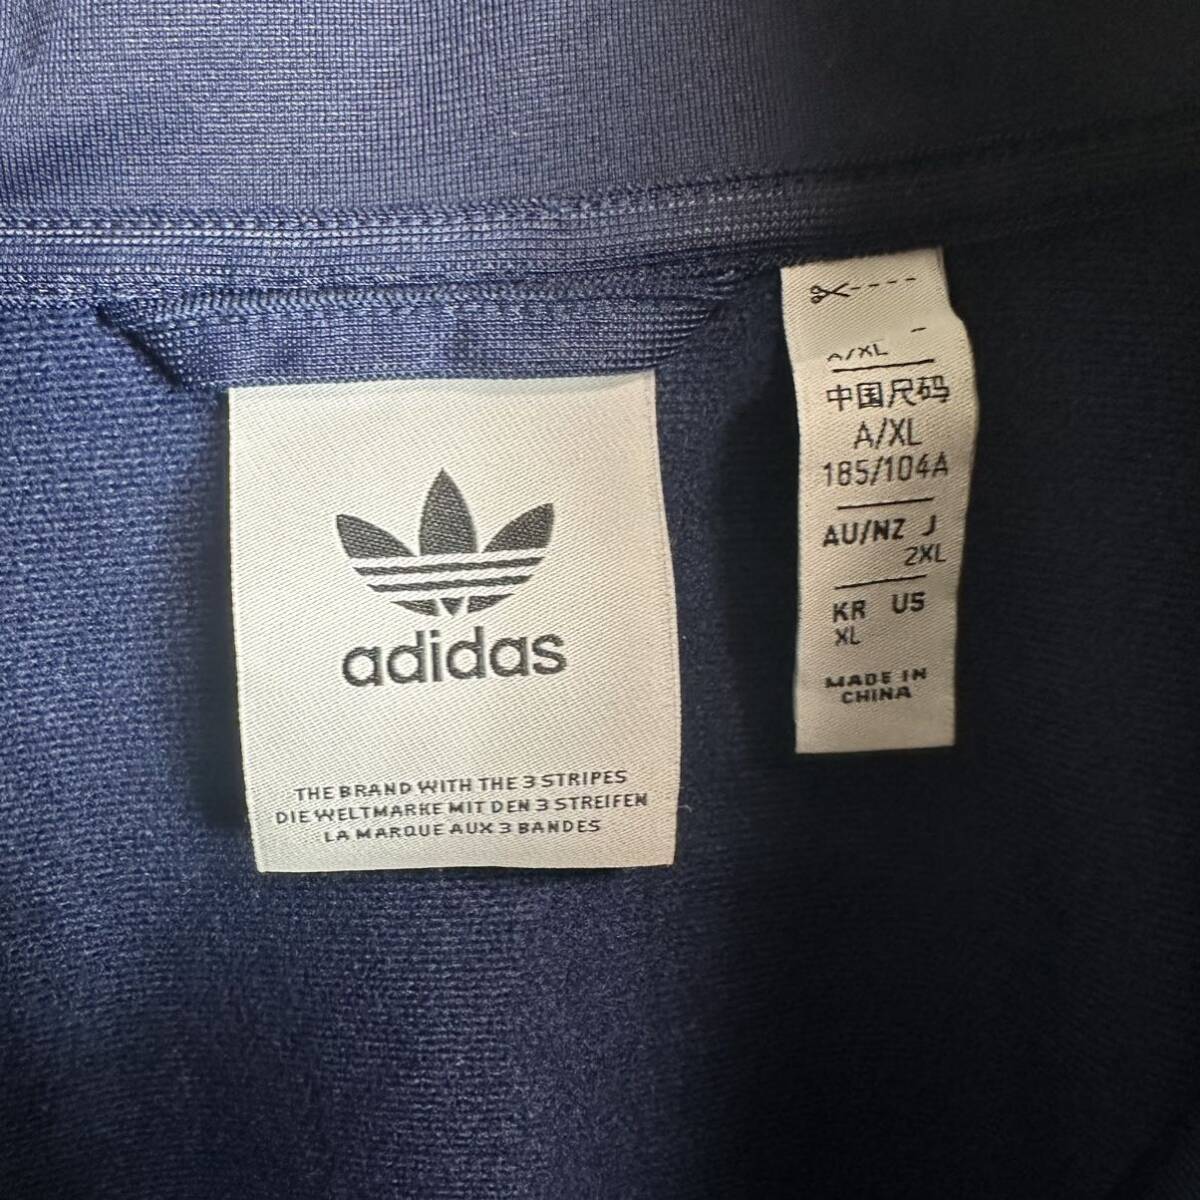 adidas
THE BRAND WITH THE 3 STRIPES
DIE WELTMARKE MIT DEN 3 STREIFEN
LA MARQUE AUX 3 BANDES
A/XL
中国尺码
A/XL
185/104A
AU/NZ J
2XL
KR US
XL
MADE IN
CHINA